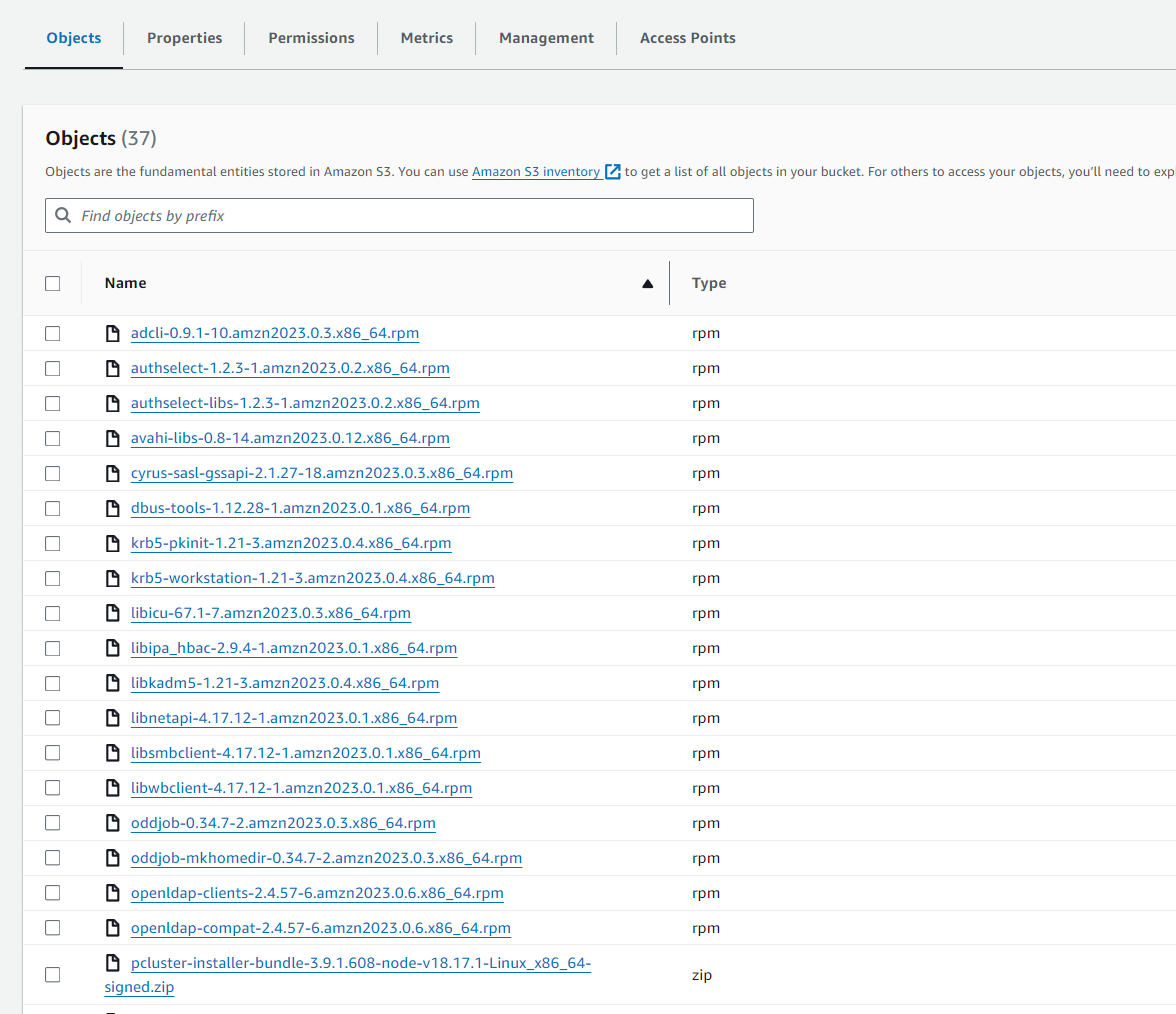 Objects Properties Permissions Metrics Management Access Points
Objects (37)
Objects are the fundamental entities stored in Amazon S3. You can use Amazon S3 inventory to get a list of all objects in your bucket. For others to access your objects, you'll need to
Find objects by prefix
Name Type
adcli-0.9.1-10.amzn2023.0.3.x86_64.rpm rpm
authselect-1.2.3-1.amzn2023.0.2.x86_64.rpm rpm
authselect-libs-1.2.3-1.amzn2023.0.2.x86_64.rpm rpm
avahi-libs-0.8-14.amzn2023.0.12.x86_64.rpm rpm
cyrus-sasl-gssapi-2.1.27-18.amzn2023.0.3.x86_64.rpm rpm
dbus-tools-1.12.28-1.amzn2023.0.1.x86_64.rpm rpm
krb5-pkinit-1.21-3.amzn2023.0.4.x86_64.rpm rpm
krb5-workstation-1.21-3.amzn2023.0.4.x86_64.rpm rpm
libicu-67.1-7.amzn2023.0.3.x86_64.rpm rpm
libipa_hbac-2.9.4-1.amzn2023.0.1.x86_64.rpm rpm
libkadm5-1.21-3.amzn2023.0.4.x86_64.rpm rpm
libnetapi-4.17.12-1.amzn2023.0.1.x86_64.rpm rpm
libsmbclient-4.17.12-1.amzn2023.0.1.x86_64.rpm rpm
libwbclient-4.17.12-1.amzn2023.0.1.x86_64.rpm rpm
oddjob-0.34.7-2.amzn2023.0.3.x86_64.rpm rpm
oddjob-mkhomedir-0.34.7-2.amzn2023.0.3.x86_64.rpm rpm
openldap-clients-2.4.57-6.amzn2023.0.6.x86_64.rpm rpm
openldap-compat-2.4.57-6.amzn2023.0.6.x86_64.rpm rpm
pcluster-installer-bundle-3.9.1.608-node-v18.17.1-Linux_x86_64-
signed.zip zip